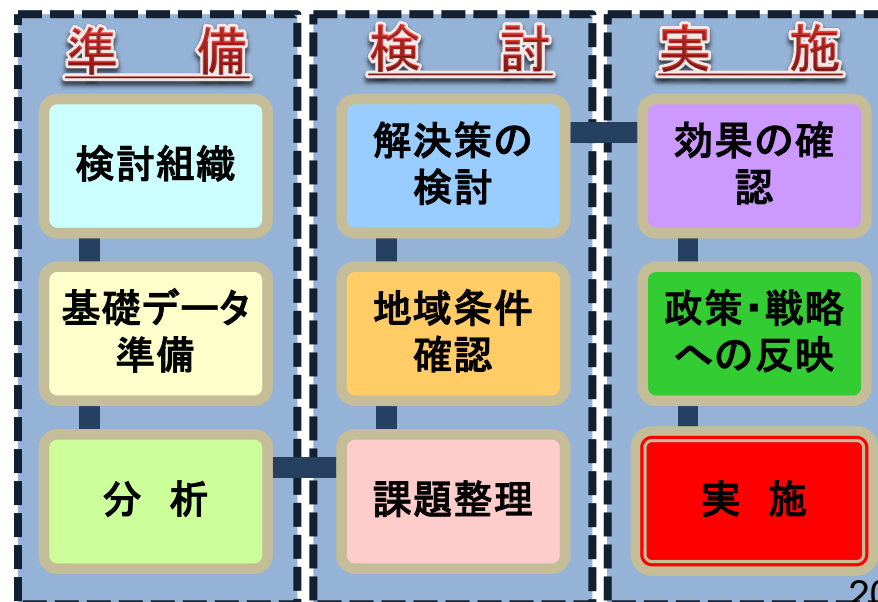 準 備
検討組織
基礎データ
準備
分 析
検 討
解決策の
検討
地域条件
確認
課題整理
実 施
効果の確
認
政策・戦略
への反映
実 施
20